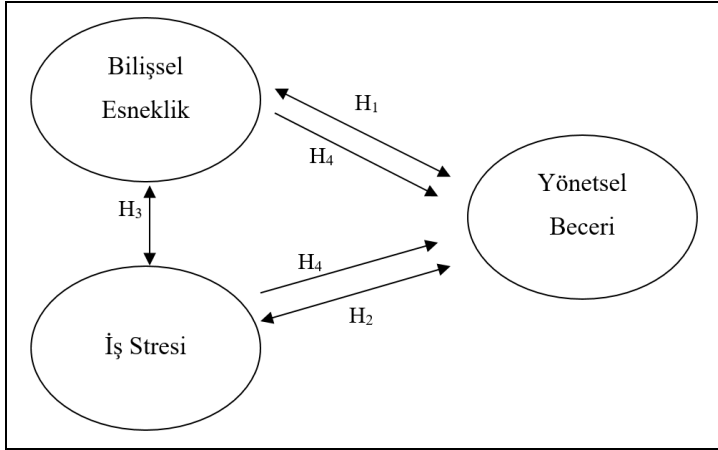 Bilişsel
Esneklik
H₁
H₄
Yönetsel
Beceri
H₃
H₄
H₂
İş Stresi